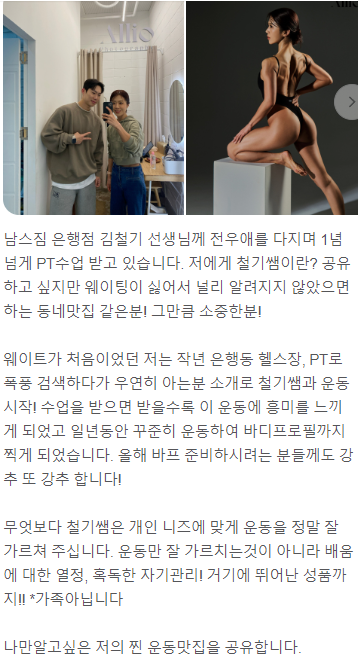 Allio
남스짐 은행점 김철기 선생님께 전우애를 다지며 1년
넘게 PT수업 받고 있습니다. 저에게 철기쌤이란? 공유
하고 싶지만 웨이팅이 싫어서 널리 알려지지 않았으면
하는 동네맛집 같은분! 그만큼 소중한분!
웨이트가 처음이었던 저는 작년 은행동 헬스장, PT로
폭풍 검색하다가 우연히 아는분 소개로 철기쌤과 운동
시작! 수업을 받으면 받을수록 이 운동에 흥미를 느끼
게 되었고 일년동안 꾸준히 운동하여 바디프로필까지
찍게 되었습니다. 올해 바프 준비하시려는 분들께도 강
추 또 강추 합니다!
무엇보다 철기쌤은 개인 니즈에 맞게 운동을 정말 잘
가르쳐 주십니다. 운동만 잘 가르치는것이 아니라 배움
에 대한 열정, 혹독한 자기관리! 거기에 뛰어난 성품까
지!! *가족아닙니다
나만알고싶은 저의 찐 운동맛집을 공유합니다.